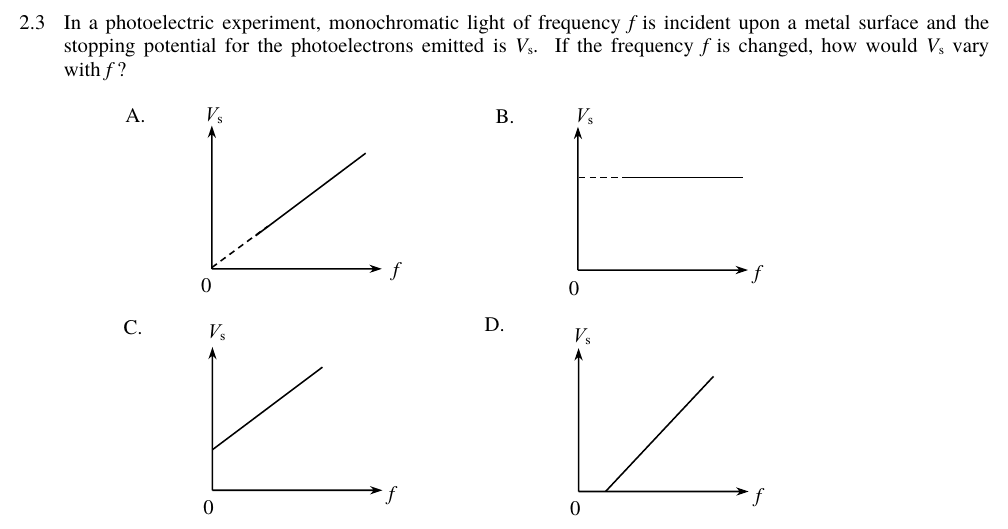 2.3 In a photoelectric experiment, monochromatic light of frequency f is incident upon a metal surface and the
stopping potential for the photoelectrons emitted is Vs. If the frequency f is changed, how would Vs vary
with f ?
A.
Vs
f
0
B.
Vs
f
0
C.
Vs
f
0
D.
Vs
f
0